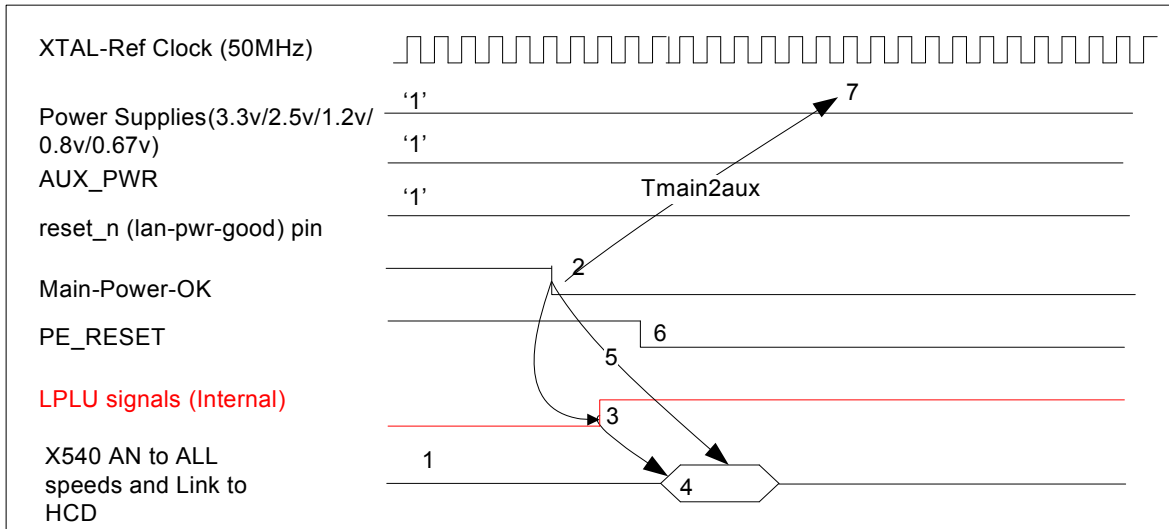 XTAL-Ref Clock (50MHz)
7
‘1’
Power Supplies(3.3v/2.5v/1.2v/
0.8v/0.67v)
‘1’
AUX_PWR
Tmain2aux
‘1’
reset_n (lan-pwr-good) pin
2
Main-Power-OK
PE_RESET
6
5
LPLU signals (Internal)
3
X540 AN to ALL
speeds and Link to
HCD
1
4